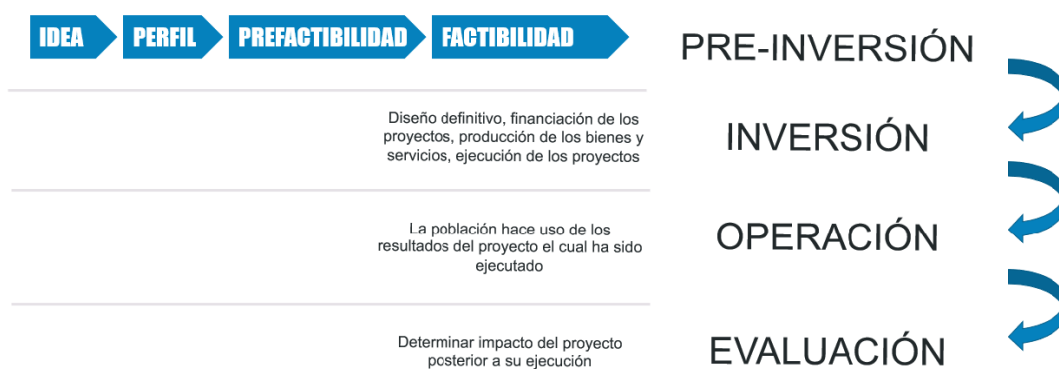 IDEA PERFIL PREFACTIBILIDAD FACTIBILIDAD
PRE-INVERSIÓN
Diseño definitivo, financiación de los
proyectos, producción de los bienes y
servicios, ejecución de los proyectos
INVERSIÓN
La población hace uso de los
resultados del proyecto el cual ha sido
ejecutado
OPERACIÓN
Determinar impacto del proyecto
posterior a su ejecución
EVALUACIÓN